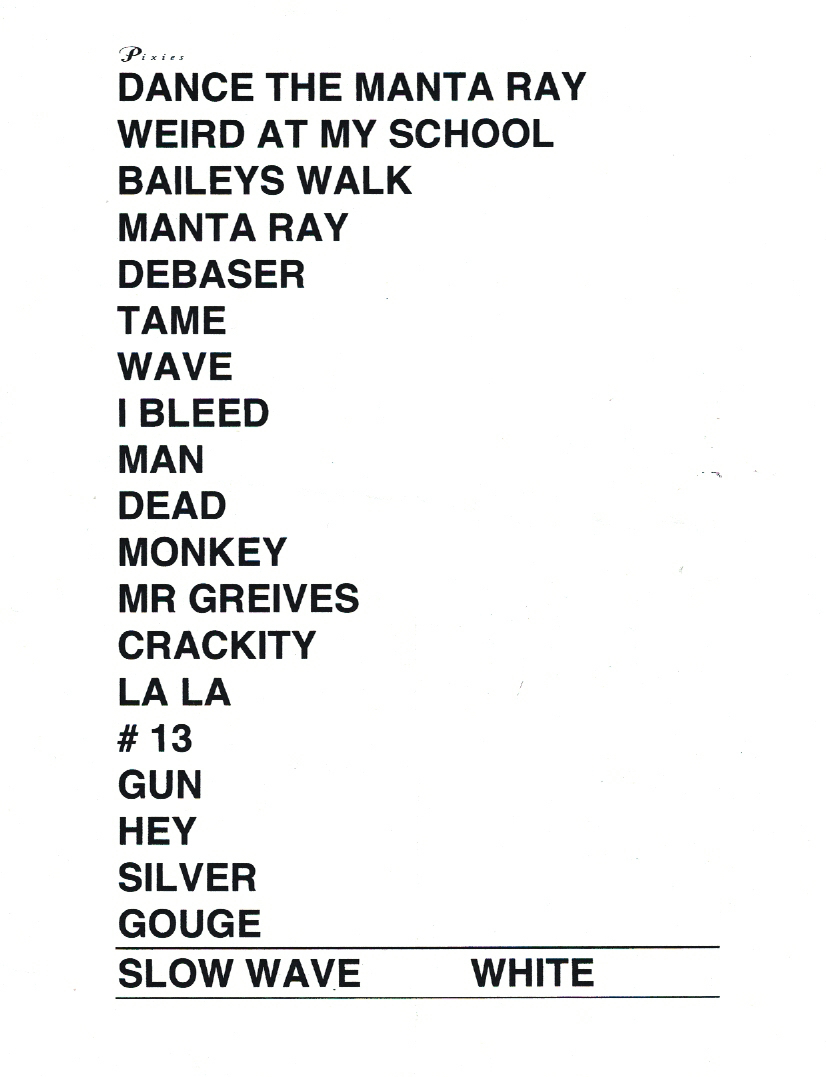 Pixies
DANCE THE MANTA RAY
WEIRD AT MY SCHOOL
BAILEYS WALK
MANTA RAY
DEBASER
TAME
WAVE
I BLEED
MAN
DEAD
MONKEY
MR GREIVES
CRACKITY
LA LA
# 13
GUN
HEY
SILVER
GOUGE
SLOW WAVE WHITE